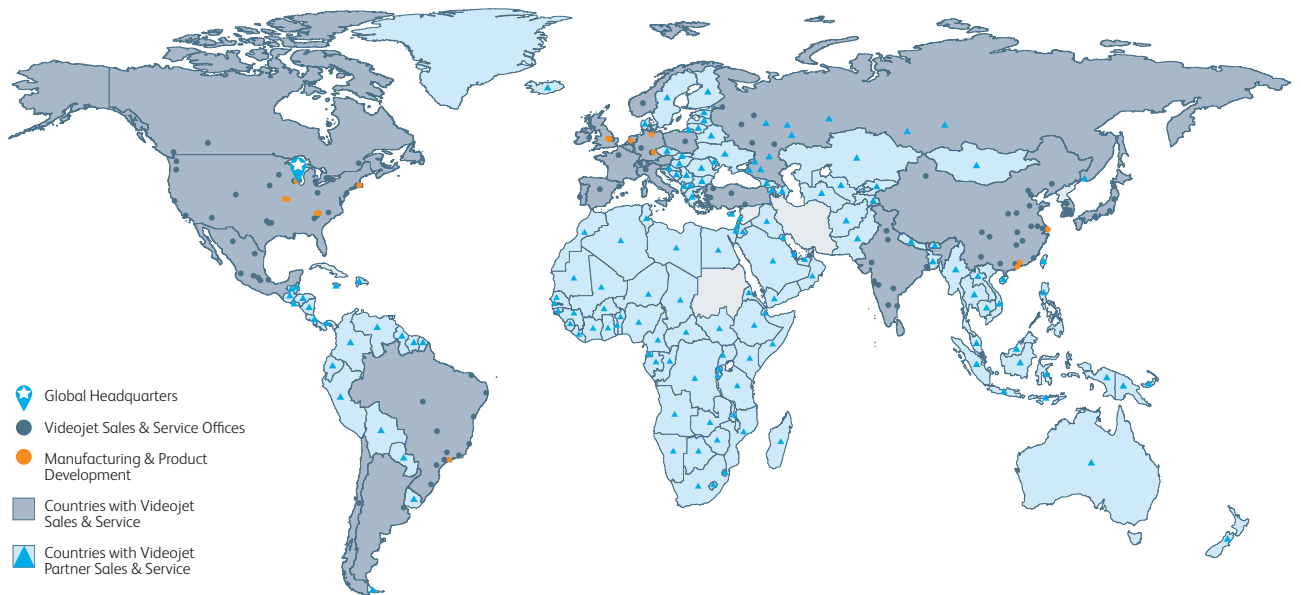 Global Headquarters
Videojet Sales & Service Offices
Manufacturing & Product
Development
Countries with Videojet
Sales & Service
Countries with Videojet
Partner Sales & Service